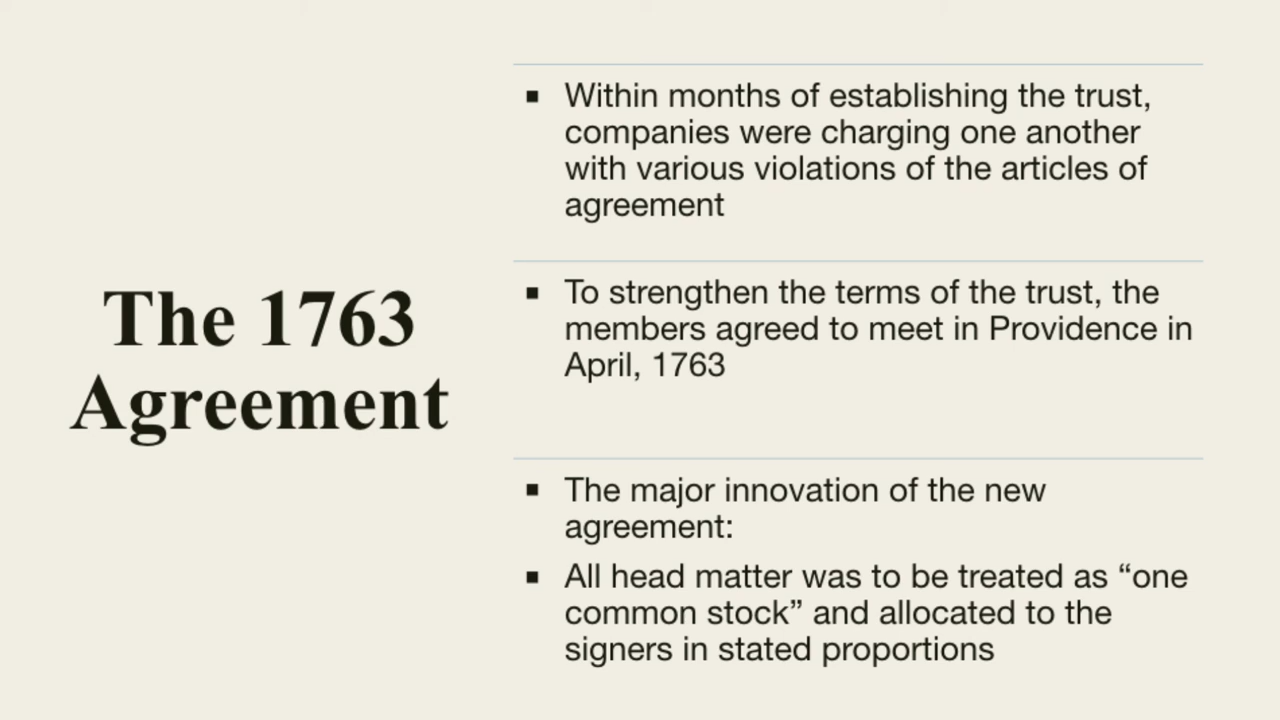 The 1763
Agreement
▪ Within months of establishing the trust,
companies were charging one another
with various violations of the articles of
agreement
▪ To strengthen the terms of the trust, the
members agreed to meet in Providence in
April, 1763
▪ The major innovation of the new
agreement:
▪ All head matter was to be treated as “one
common stock” and allocated to the
signers in stated proportions